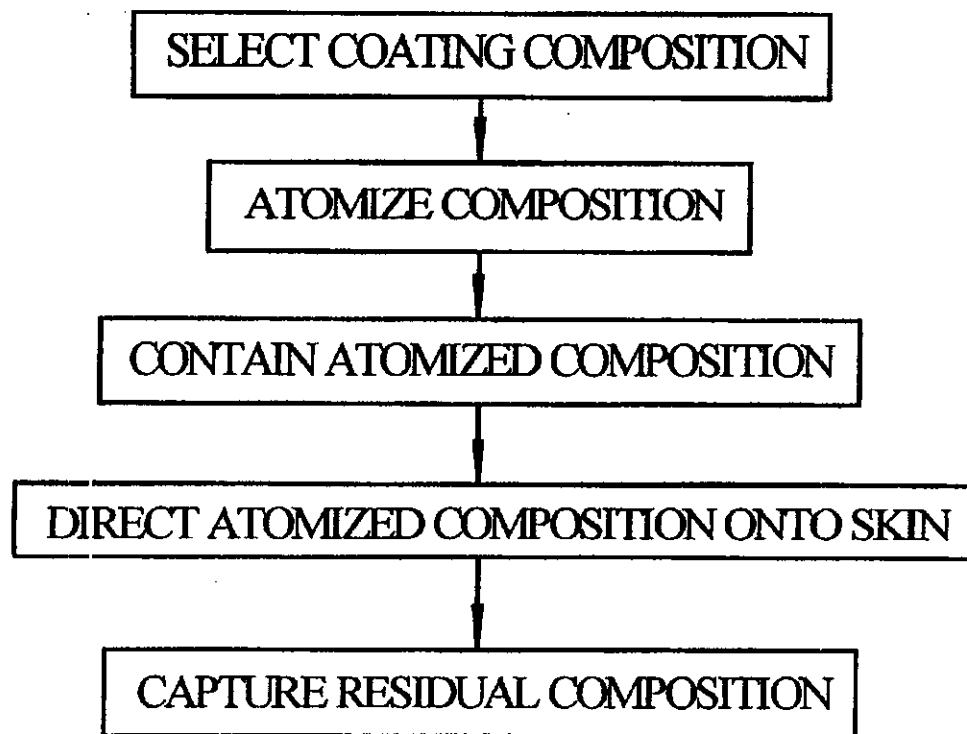 SELECT COATING COMPOSITION
ATOMIZE COMPOSITION
CONTAIN ATOMIZED COMPOSITION
DIRECT ATOMIZED COMPOSITION ONTO SKIN
CAPTURE RESIDUAL COMPOSITION